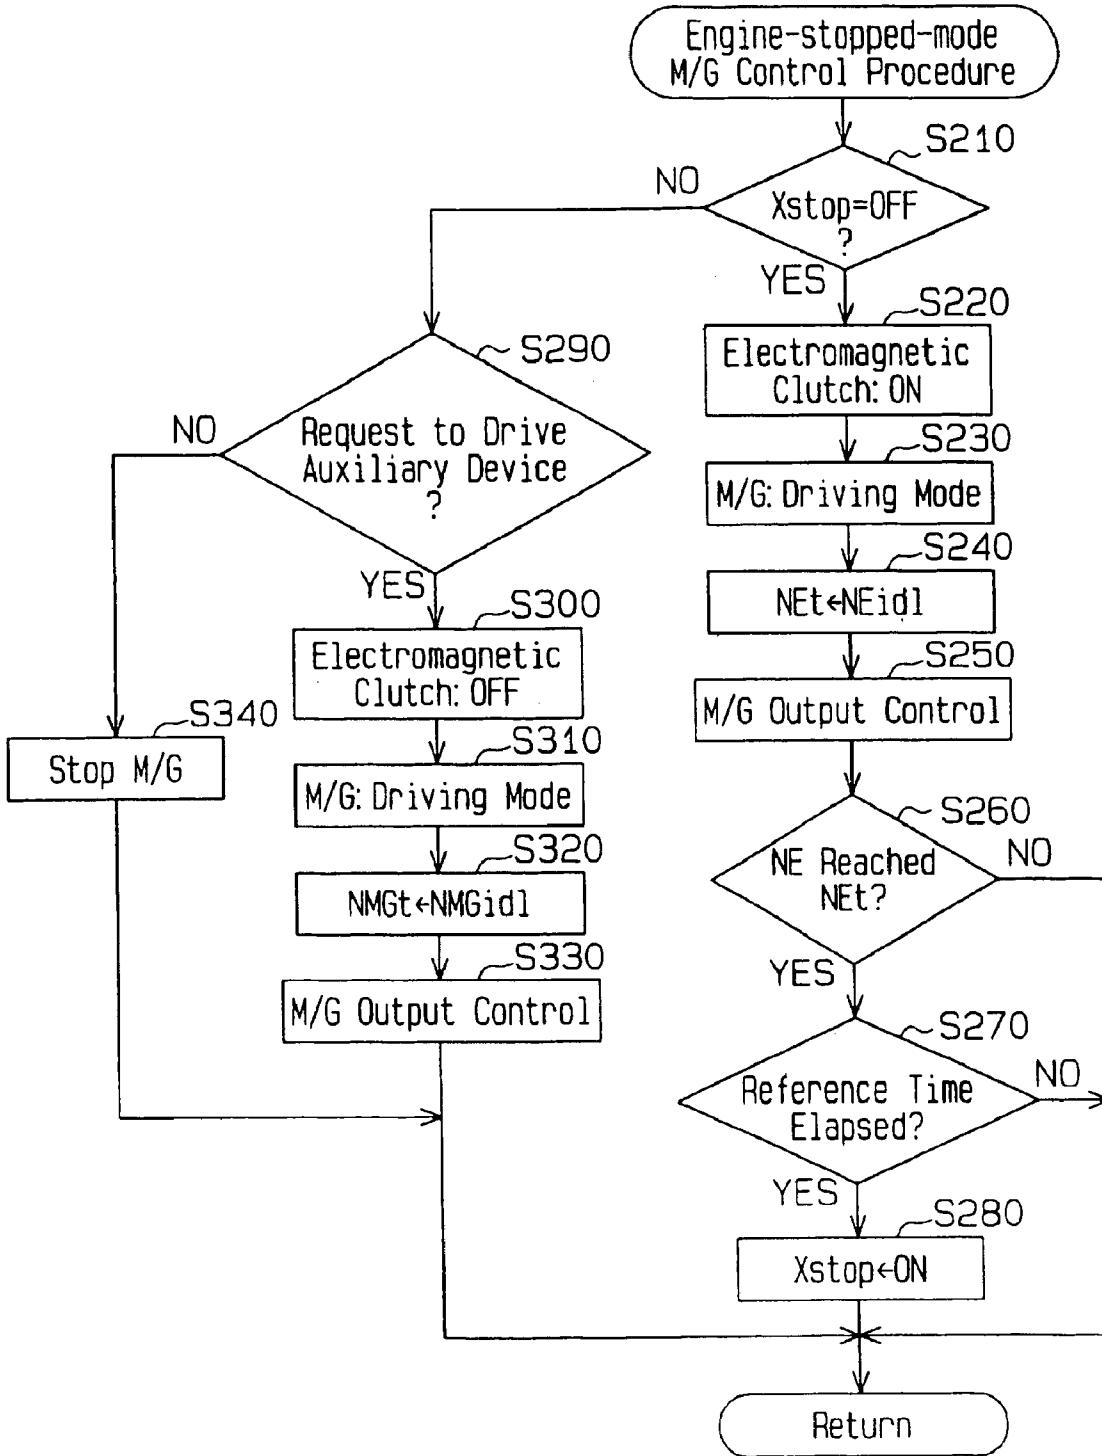 Engine-stopped-mode
M/G Control Procedure
S210
NO
Xstop=OFF
?
YES
S220
Electromagnetic
Clutch: ON
S230
M/G: Driving Mode
S240
NEt←NEidl
S250
M/G Output Control
S260
NE Reached
NEt?
NO
YES
S270
Reference Time
Elapsed?
NO
YES
S280
Xstop←ON
S290
NO
Request to Drive
Auxiliary Device
?
YES
S300
Electromagnetic
Clutch: OFF
S310
M/G: Driving Mode
S320
NMGt←NMGidl
S330
M/G Output Control
S340
Stop M/G
Return